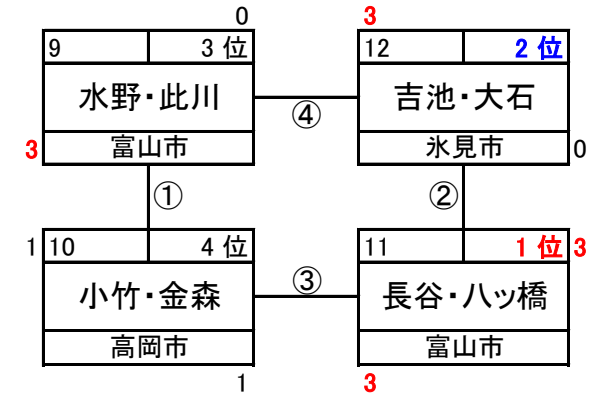 0 3
9 3 位 12 2 位
水野・此川 ④ 吉池・大石
3 富山市 氷見市 0
① ②
1 10 4 位 11 1 位 3
小竹・金森 ③ 長谷・八ッ橋
高岡市 富山市
1 3